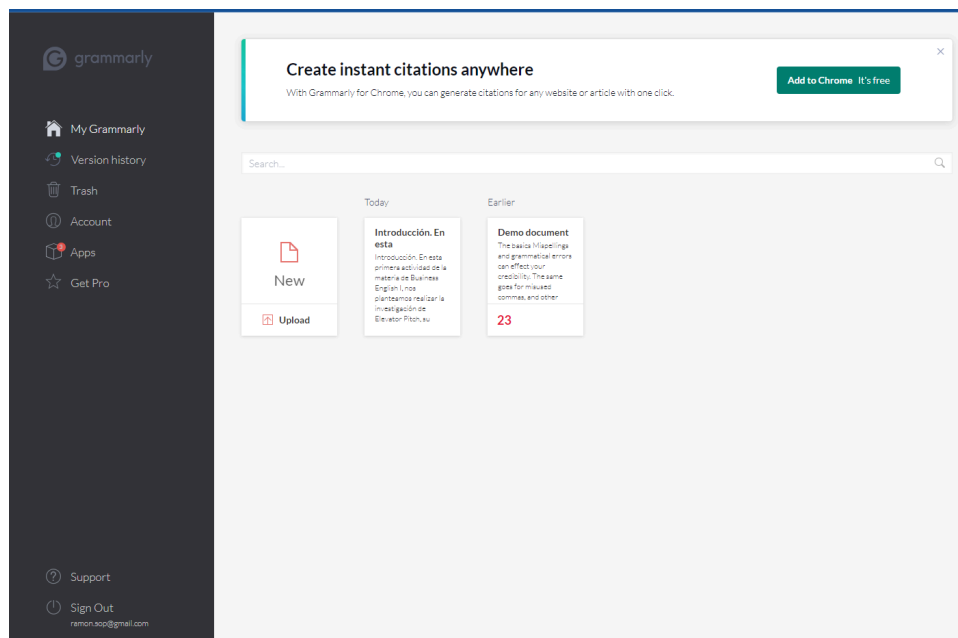 grammarly
My Grammarly
Version history
Trash
Account
3
Apps
Get Pro
Support
Sign Out
ramon.sop@gmail.com
Create instant citations anywhere
With Grammarly for Chrome, you can generate citations for any website or article with one click.
Add to Chrome It's free
Search...
Today
Earlier
New
Upload
Introducción. En
esta
Introducción. En esta
primera actividad de la
materia de Business
English I, nos
planteamos realizar la
investigación de
Elevator Pitch, su
Demo document
The basics Mispellings
and grammatical errors
can effect your
credibility. The same
goes for misused
commas, and other
23